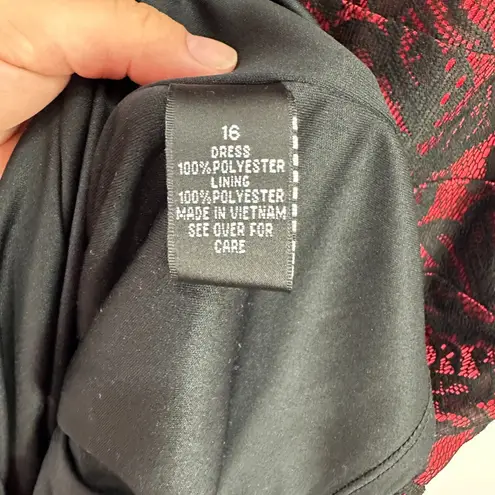 16
DRESS
100%POLYESTER
LINING
100%POLYESTER
MADE IN VIETNAM
SEE OVER FOR
CARE